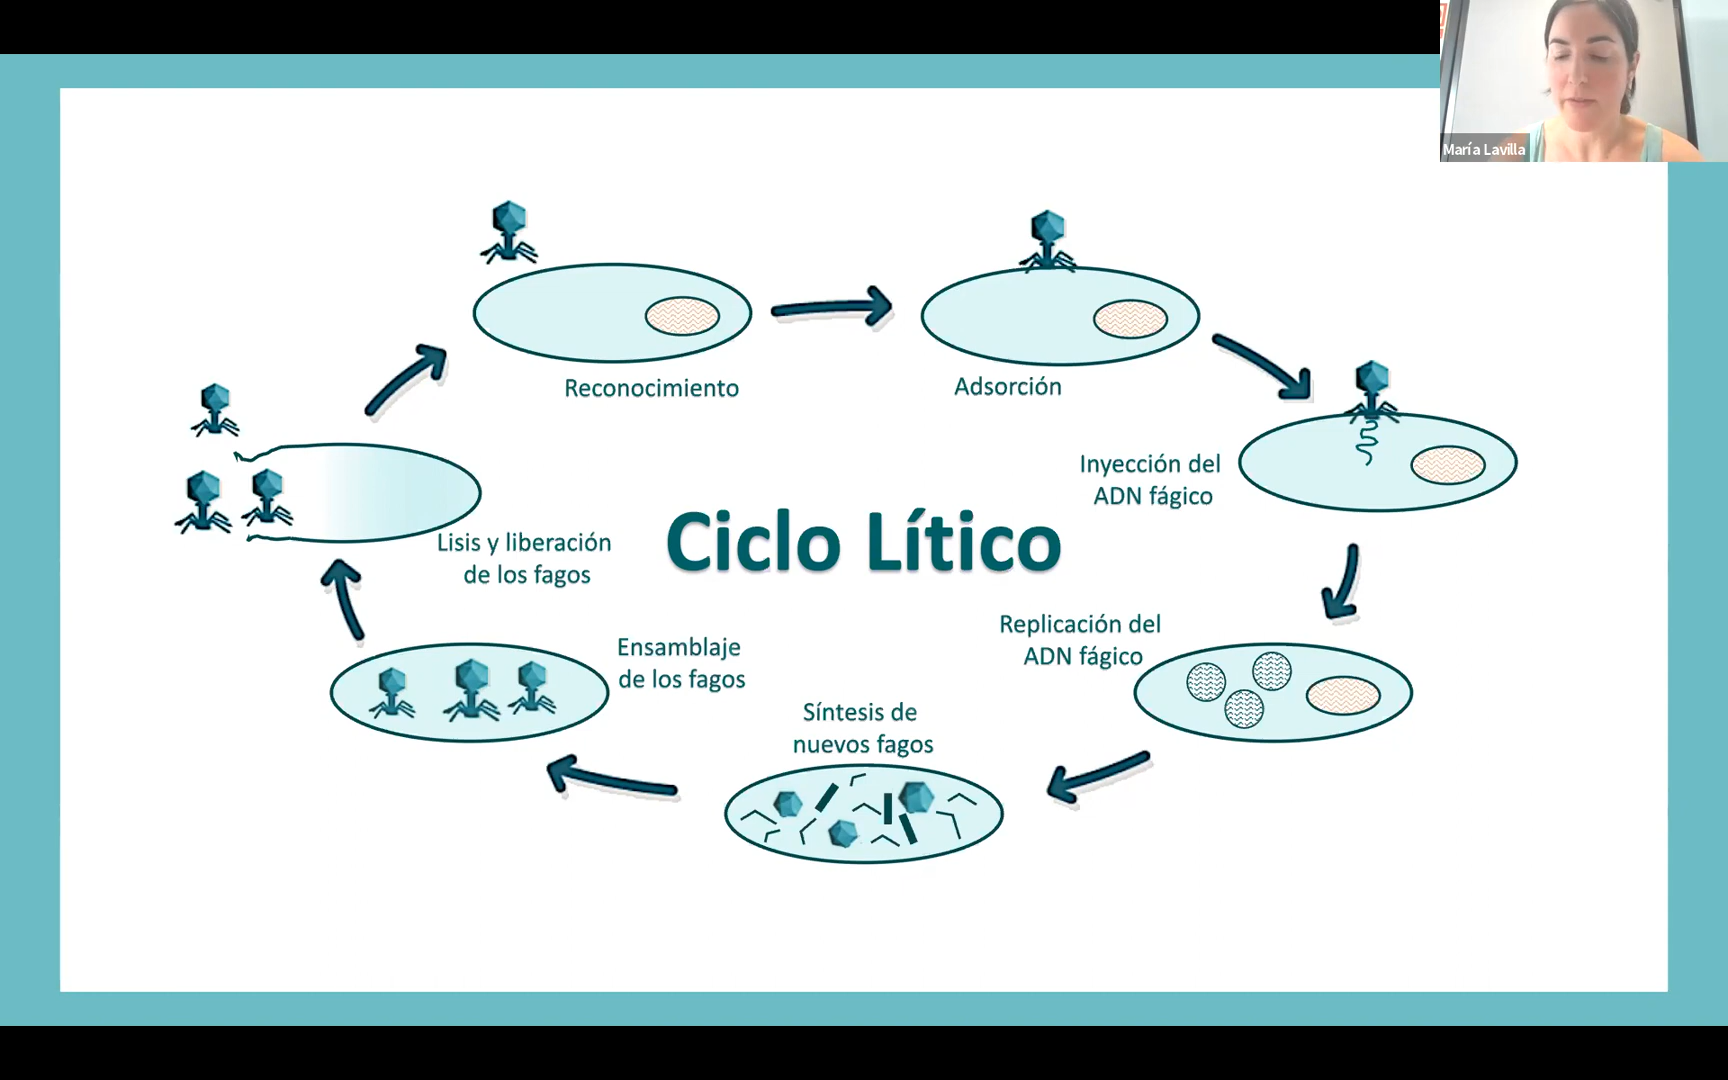 María Lavilla
Reconocimiento
Adsorción
Inyección del
ADN fágico
Replicación del
ADN fágico
Síntesis de
nuevos fagos
Ensamblaje
de los fagos
Lisis y liberación
de los fagos
Ciclo Lítico